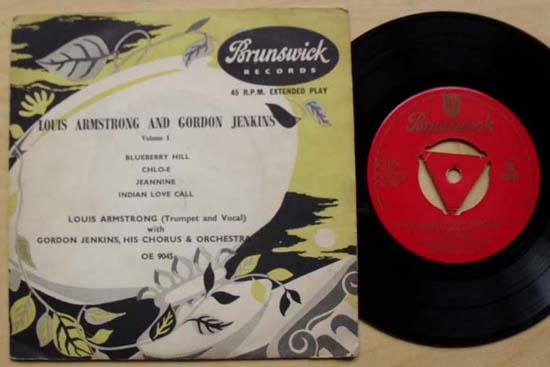 Brunswick
RECORDS
45 R.P.M. EXTENDED PLAY
LOUIS ARMSTRONG AND GORDON JENKINS
Volume 1
BLUEBERRY HILL
CHLO-E
JEANNINE
INDIAN LOVE CALL
LOUIS ARMSTRONG (Trumpet and Vocal)
with
GORDON JENKINS, HIS CHORUS & ORCHESTRA
OE 9045
Brunswick